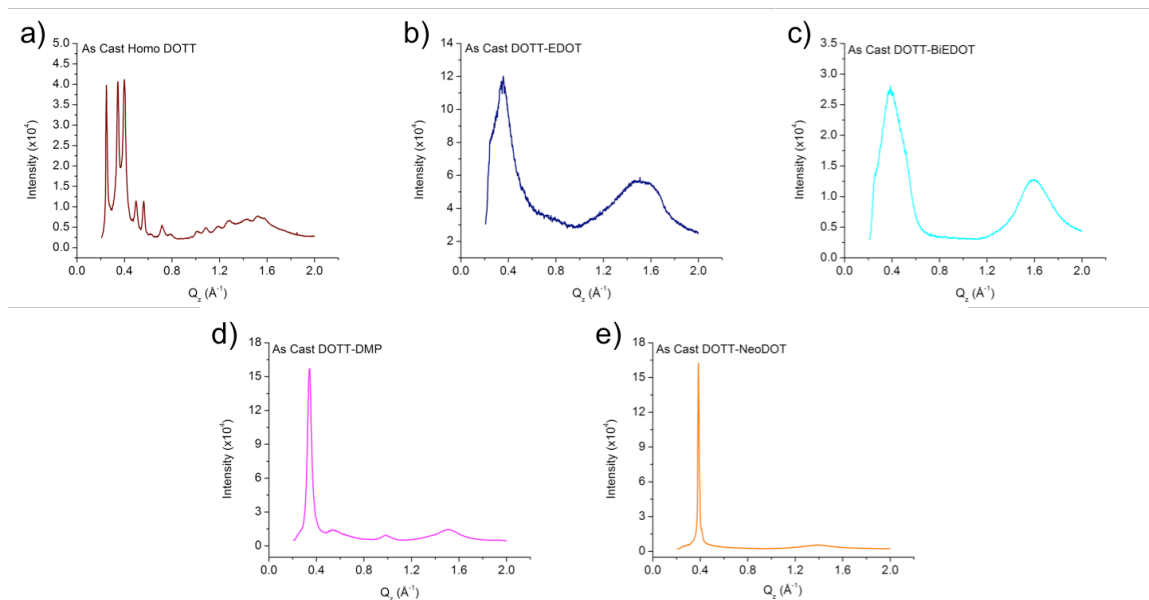 a)
As Cast Homo DOTT
5.0
4.5
4.0
3.5
3.0
2.5
2.0
1.5
1.0
0.5
0.0
Intensity (x10⁴)
0.0 0.4 0.8 1.2 1.6 2.0
Q_z (Å⁻¹)
b)
As Cast DOTT-EDOT
14
12
10
8
6
4
2
Intensity (x10⁴)
0.0 0.4 0.8 1.2 1.6 2.0
Q_z (Å⁻¹)
c)
As Cast DOTT-BiEDOT
3.5
3.0
2.5
2.0
1.5
1.0
0.5
0.0
Intensity (x10⁴)
0.0 0.4 0.8 1.2 1.6 2.0
Q_z (Å⁻¹)
d)
As Cast DOTT-DMP
18
15
12
9
6
3
0
Intensity (x10⁴)
0.0 0.4 0.8 1.2 1.6 2.0
Q_z (Å⁻¹)
e)
As Cast DOTT-NeoDOT
18
15
12
9
6
3
0
Intensity (x10⁴)
0.0 0.4 0.8 1.2 1.6 2.0
Q_z (Å⁻¹)